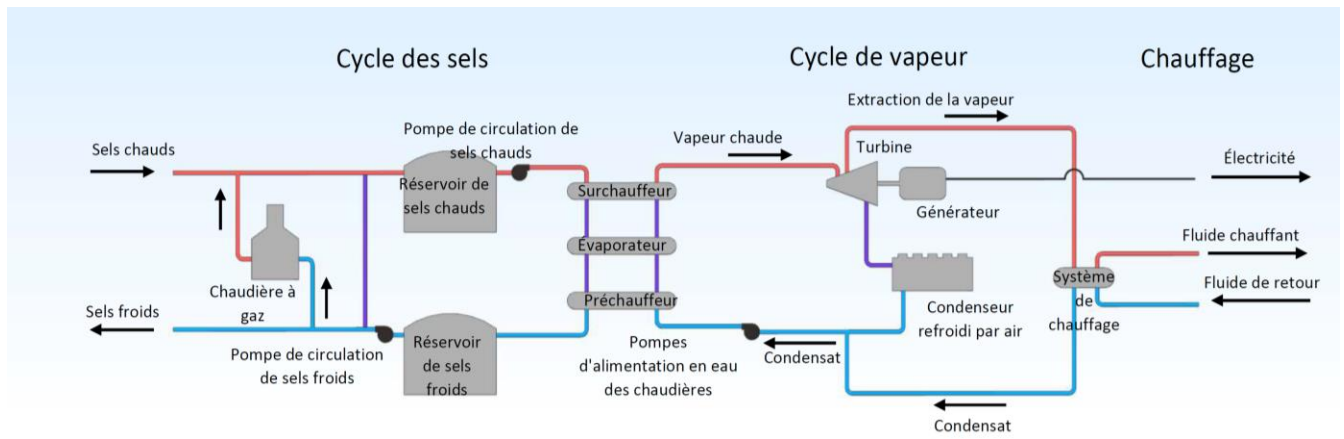 Cycle des sels
Cycle de vapeur
Chauffage
Sels chauds
Pompe de circulation de
sels chauds
Réservoir de
sels chauds
Chaudière à
gaz
Sels froids
Pompe de circulation
de sels froids
Réservoir
de sels
froids
Surchauffeur
Évaporateur
Préchauffeur
Pompes
d'alimentation en eau
des chaudières
Vapeur chaude
Extraction de la vapeur
Turbine
Générateur
Condenseur
refroidi par air
Condensat
Condensat
Électricité
Fluide chauffant
Fluide de retour
Système
de
chauffage